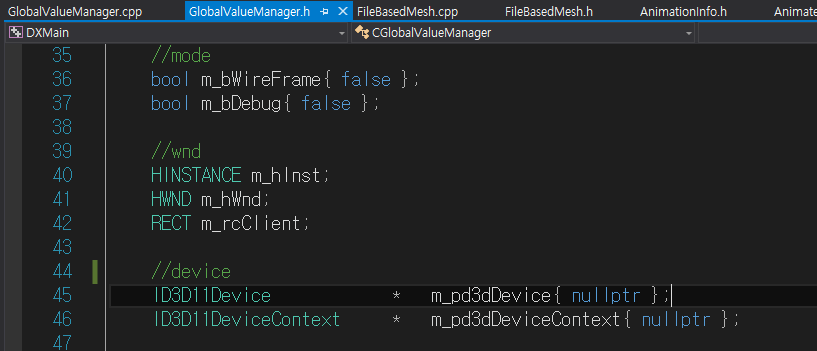 GlobalValueManager.cpp GlobalValueManager.h FileBasedMesh.cpp FileBasedMesh.h AnimationInfo.h Animate
DXMain CGlobalValueManager
35 //mode
36 bool m_bWireFrame{ false };
37 bool m_bDebug{ false };
38
39 //wnd
40 HINSTANCE m_hInst;
41 HWND m_hWnd;
42 RECT m_rcClient;
43
44 //device
45 ID3D11Device * m_pd3dDevice{ nullptr };
46 ID3D11DeviceContext * m_pd3dDeviceContext{ nullptr };
47